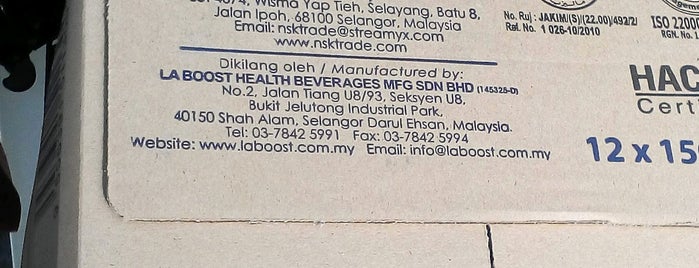 Wisma Yap Tieh, Selayang, Batu 8,
Jalan Ipoh, 68100 Selangor, Malaysia
Email: nsktrade@streamyx.com
www.nsktrade.com
No. Ruj : JAKIM/(S)/(22.00)/492/2/
Ref. No. 1 026-10/2010
ISO 22000
RGN. No. 1
Dikilang oleh / Manufactured by:
LA BOOST HEALTH BEVERAGES MFG SDN BHD (145328-D)
No.2, Jalan Tiang U8/93, Seksyen U8,
Bukit Jelutong Industrial Park,
40150 Shah Alam, Selangor Darul Ehsan, Malaysia.
Tel: 03-7842 5991 Fax: 03-7842 5994
Website: www.laboost.com.my Email: info@laboost.com.my
HAC
Cert
12 x 15